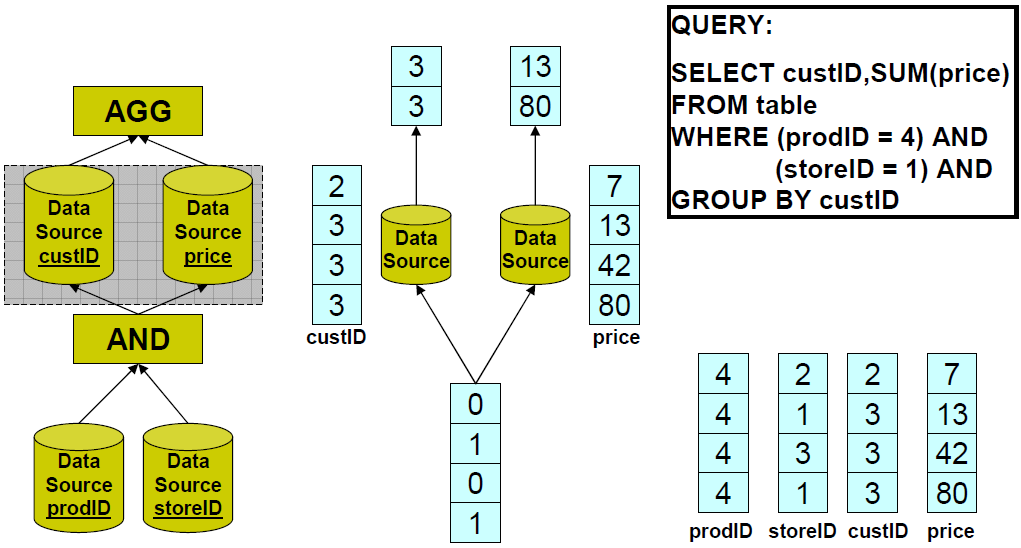 AGG
Data
Source
custID
Data
Source
price
AND
Data
Source
prodID
Data
Source
storeID
3
3
13
80
2
3
3
3
custID
Data
Source
Data
Source
7
13
42
80
price
0
1
0
1
QUERY:
SELECT custID,SUM(price)
FROM table
WHERE (prodID = 4) AND
(storeID = 1) AND
GROUP BY custID
4 2 2 7
4 1 3 13
4 3 3 42
4 1 3 80
prodID storeID custID price